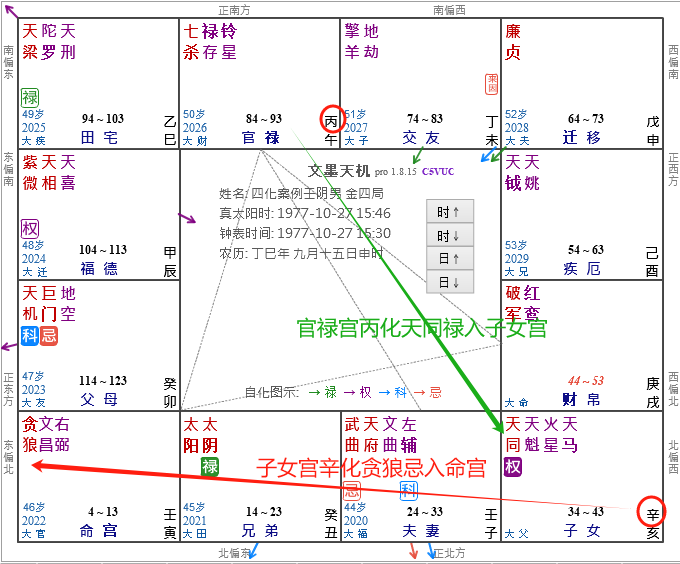 正南方
南偏西
天 陀 天
梁 罗 刑
禄
49岁
2025
94～103
乙
大 疾
田 宅
巳
七 禄 铃
杀 存 星
50岁
2026
84～93
丙
大 财
官 禄
午
擎 地
羊 劫
来因
51岁
2027
74～83
丁
大 子
交 友
未
廉
贞
52岁
2028
64～73
戊
大 夫
迁 移
申
南偏东
西偏南
东偏南
正西方
紫 天 天
微 相 喜
权
48岁
2024
104～113
甲
大 迁
福 德
辰
文墨天机 pro 1.8.15 C5VUC
姓名: 四化案例壬阴男 金四局
真太阳时: 1977-10-27 15:46
钟表时间: 1977-10-27 15:30
农历: 丁巳年 九月十五日申时
时↑
时↓
日↑
日↓
天 天
钺 姚
53岁
2029
54～63
己
大 兄
疾 厄
酉
天 巨 地
机 门 空
科 忌
47岁
2023
114～123
癸
大 友
父 母
卯
官禄宫丙化天同禄入子女宫
自化图示: →禄 →权 →科 →忌
破 红
军 鸾
44～53
庚
大 命
财 帛
戌
正东方
西偏北
东偏北
北偏西
贪 文 右
狼 昌 弼
46岁
2022
4～13
壬
大 官
命 宫
寅
太 太
阳 阴
禄
45岁
2021
14～23
癸
大 田
兄 弟
丑
武 天 文 左
曲 府 曲 辅
忌
科
44岁
2020
24～33
壬
大 福
夫 妻
子
天 天 火 天
同 魁 星 马
权
34～43
辛
大 父
子 女
亥
子女宫辛化贪狼忌入命宫
北偏东
正北方